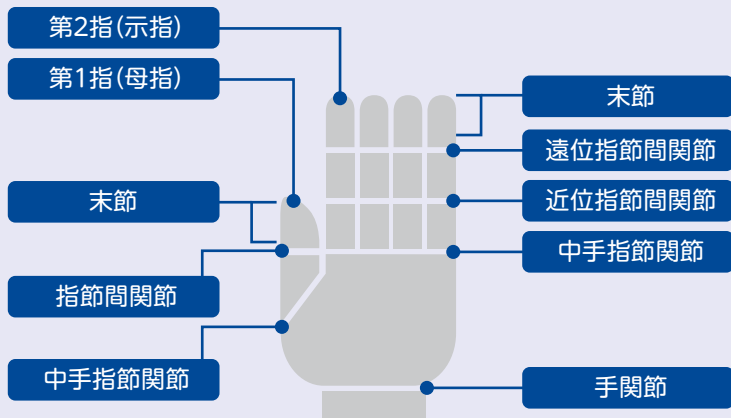 第2指(示指)
第1指(母指)
末節
指節間関節
中手指節関節
末節
遠位指節間関節
近位指節間関節
中手指節関節
手関節